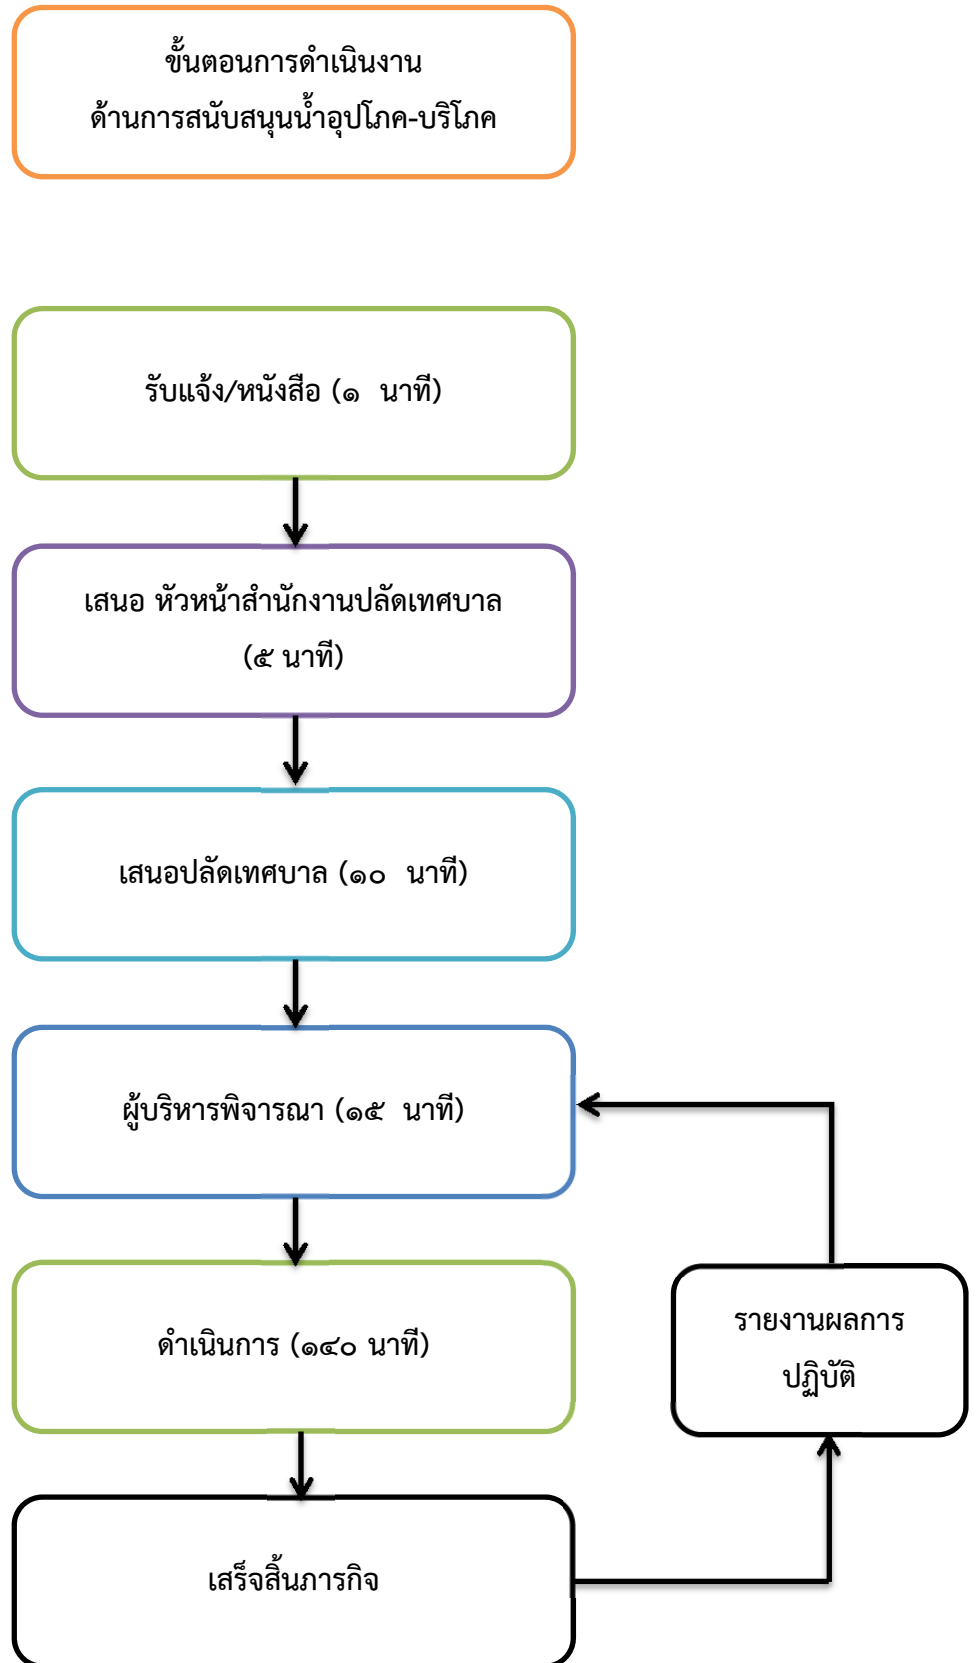 ขั้นตอนการดำเนินงาน
ด้านการสนับสนุนน้ำอุปโภค-บริโภค
รับแจ้ง/หนังสือ (๑ นาที)
เสนอ หัวหน้าสำนักงานปลัดเทศบาล
(๕ นาที)
เสนอปลัดเทศบาล (๑๐ นาที)
ผู้บริหารพิจารณา (๑๕ นาที)
ดำเนินการ (๑๔๐ นาที)
รายงานผลการ
ปฏิบัติ
เสร็จสิ้นภารกิจ